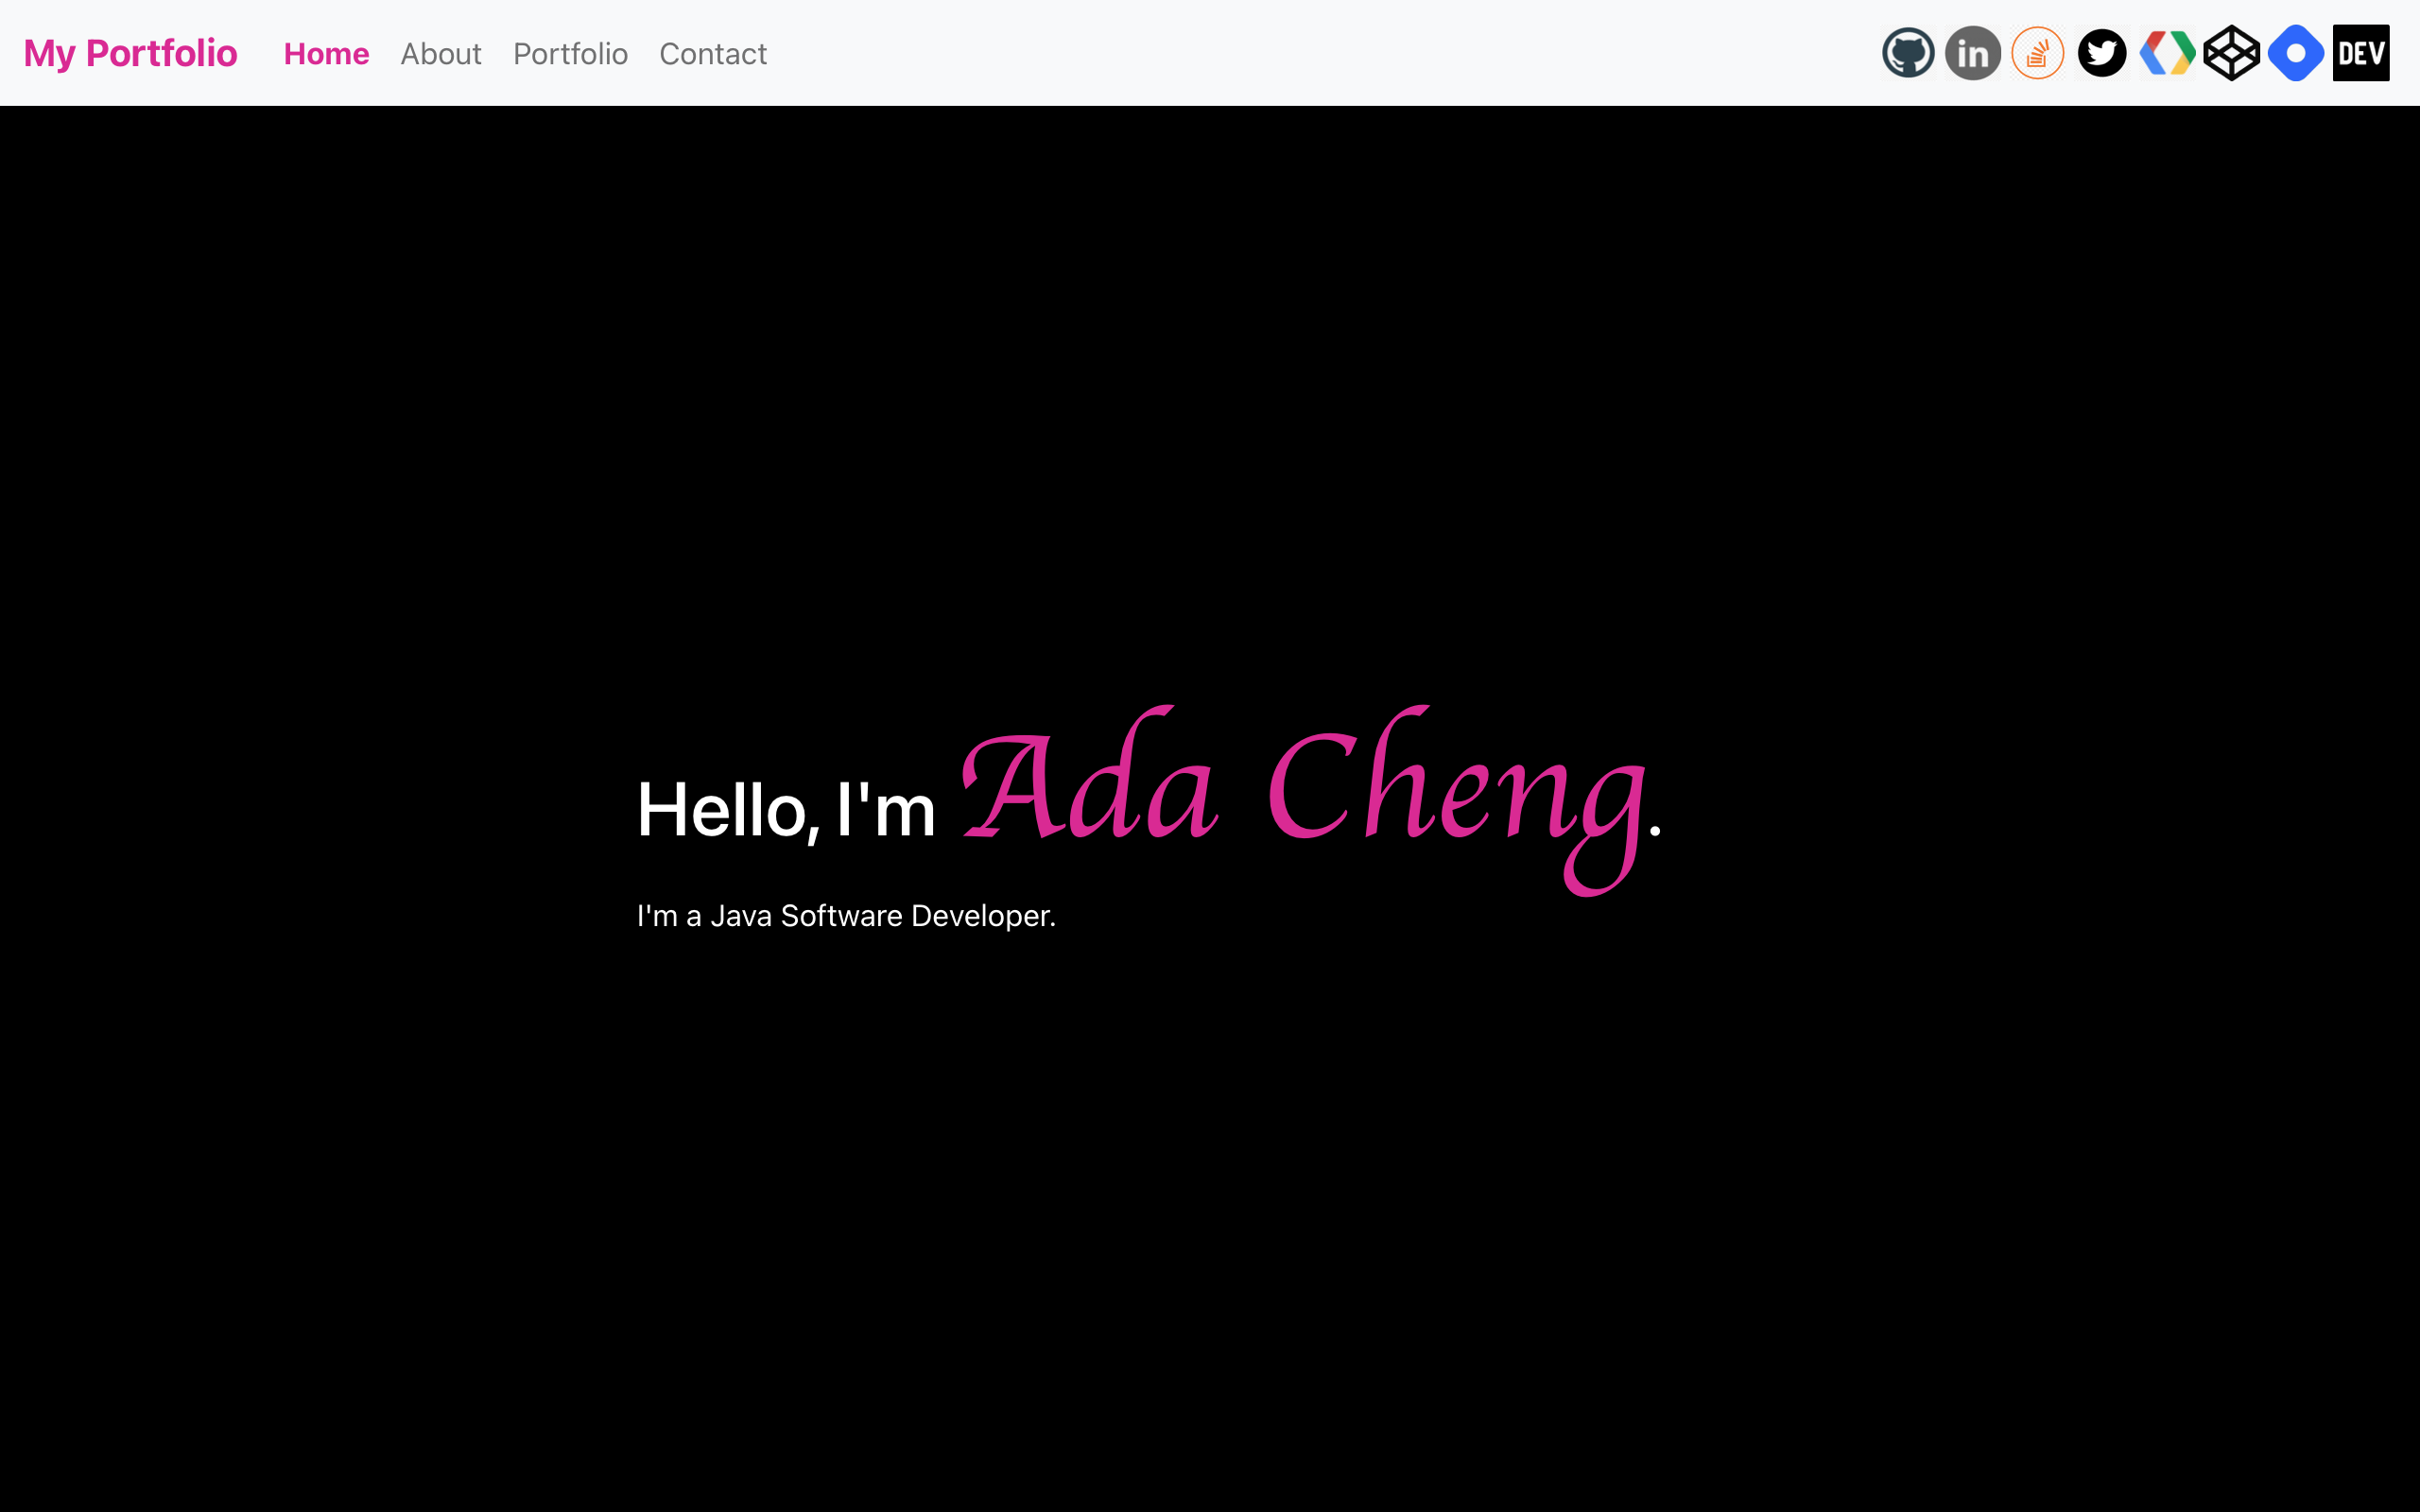 My Portfolio Home About Portfolio Contact in DEV
Hello, I'm Ada Cheng.
I'm a Java Software Developer.